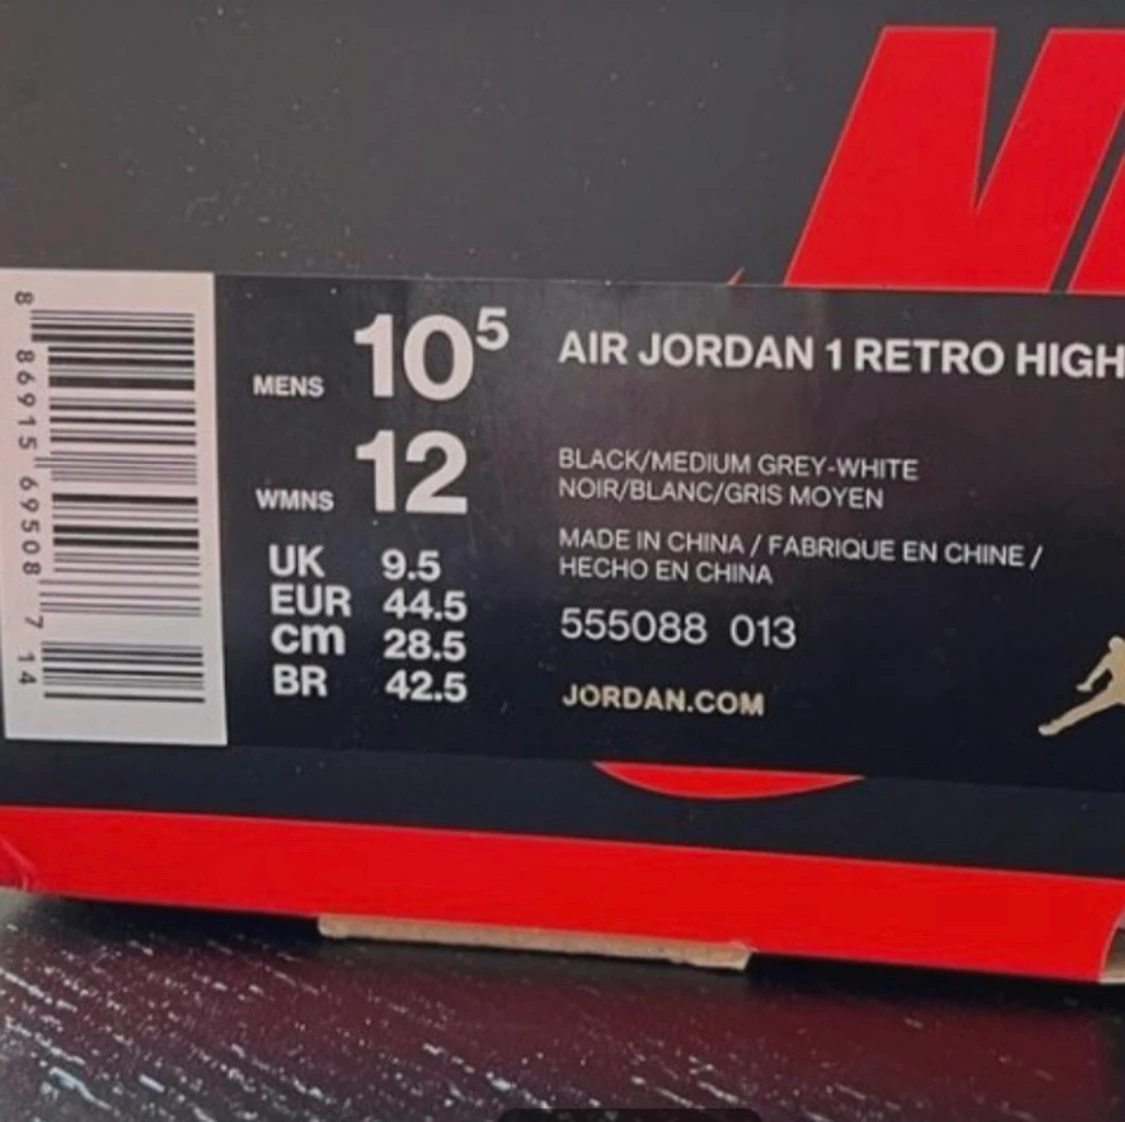 8 86915 69508 7 14
MENS 10⁵
WMNS 12
UK 9.5
EUR 44.5
cm 28.5
BR 42.5
AIR JORDAN 1 RETRO HIGH
BLACK/MEDIUM GREY-WHITE
NOIR/BLANC/GRIS MOYEN
MADE IN CHINA / FABRIQUE EN CHINE /
HECHO EN CHINA
555088 013
JORDAN.COM